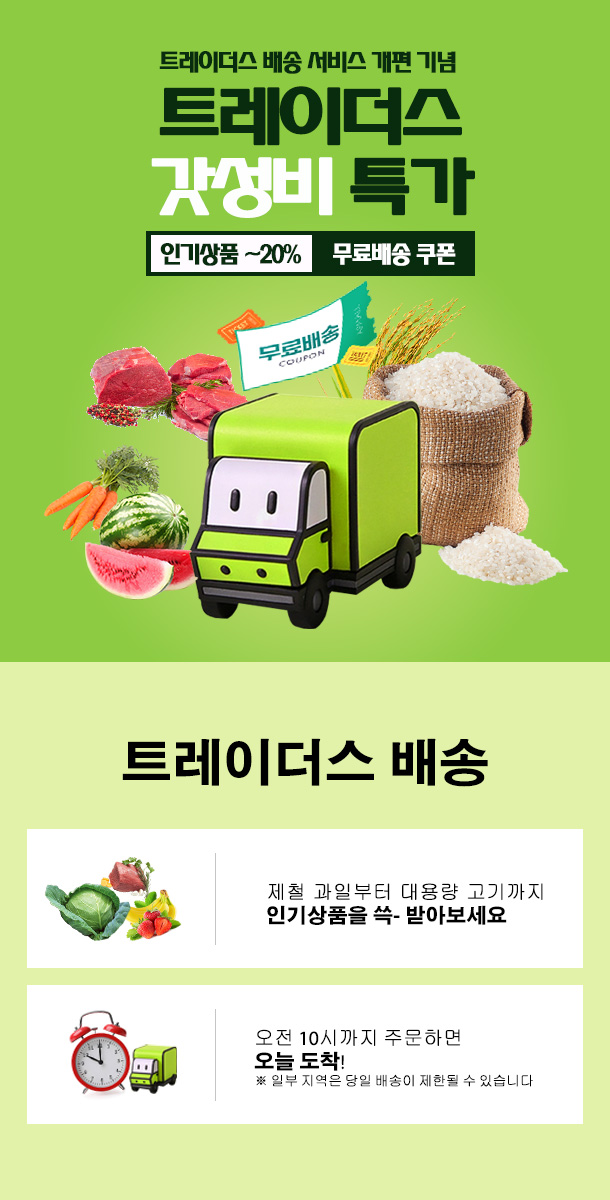 트레이더스 배송 서비스 개편 기념
트레이더스
갓성비 특가
인기상품 ~20% 무료배송 쿠폰
무료배송
COUPON
트레이더스 배송
제철 과일부터 대용량 고기까지
인기상품을 쓱- 받아보세요
오전 10시까지 주문하면
오늘 도착!
※ 일부 지역은 당일 배송이 제한될 수 있습니다